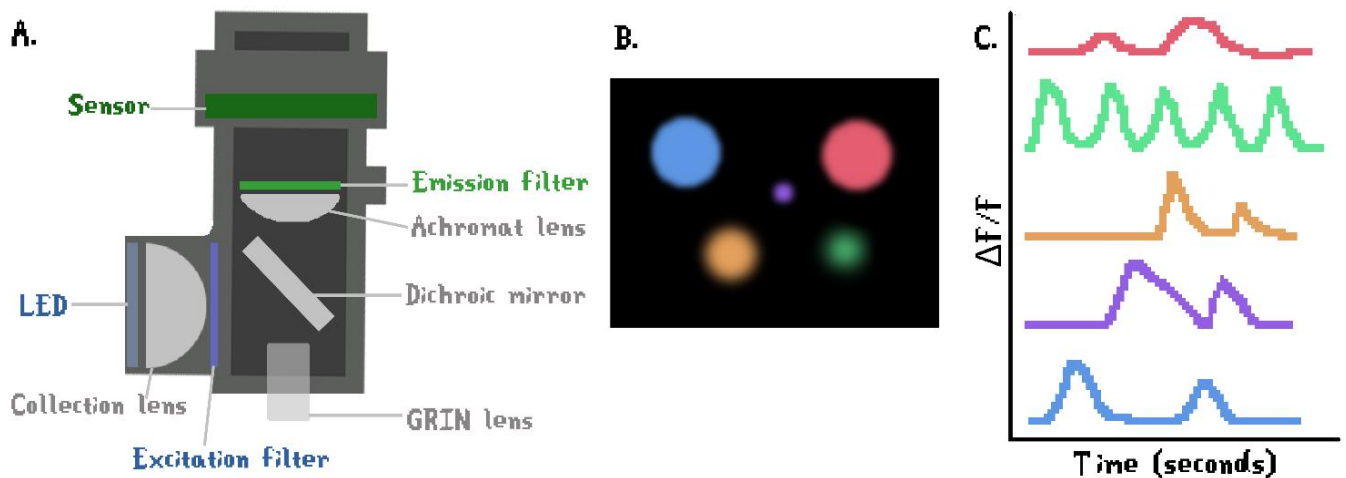 A.
Sensor
Emission filter
Achromat lens
Dichroic mirror
LED
Collection lens
GRIN lens
Excitation filter
B.
C.
ΔF/F
Time (seconds)